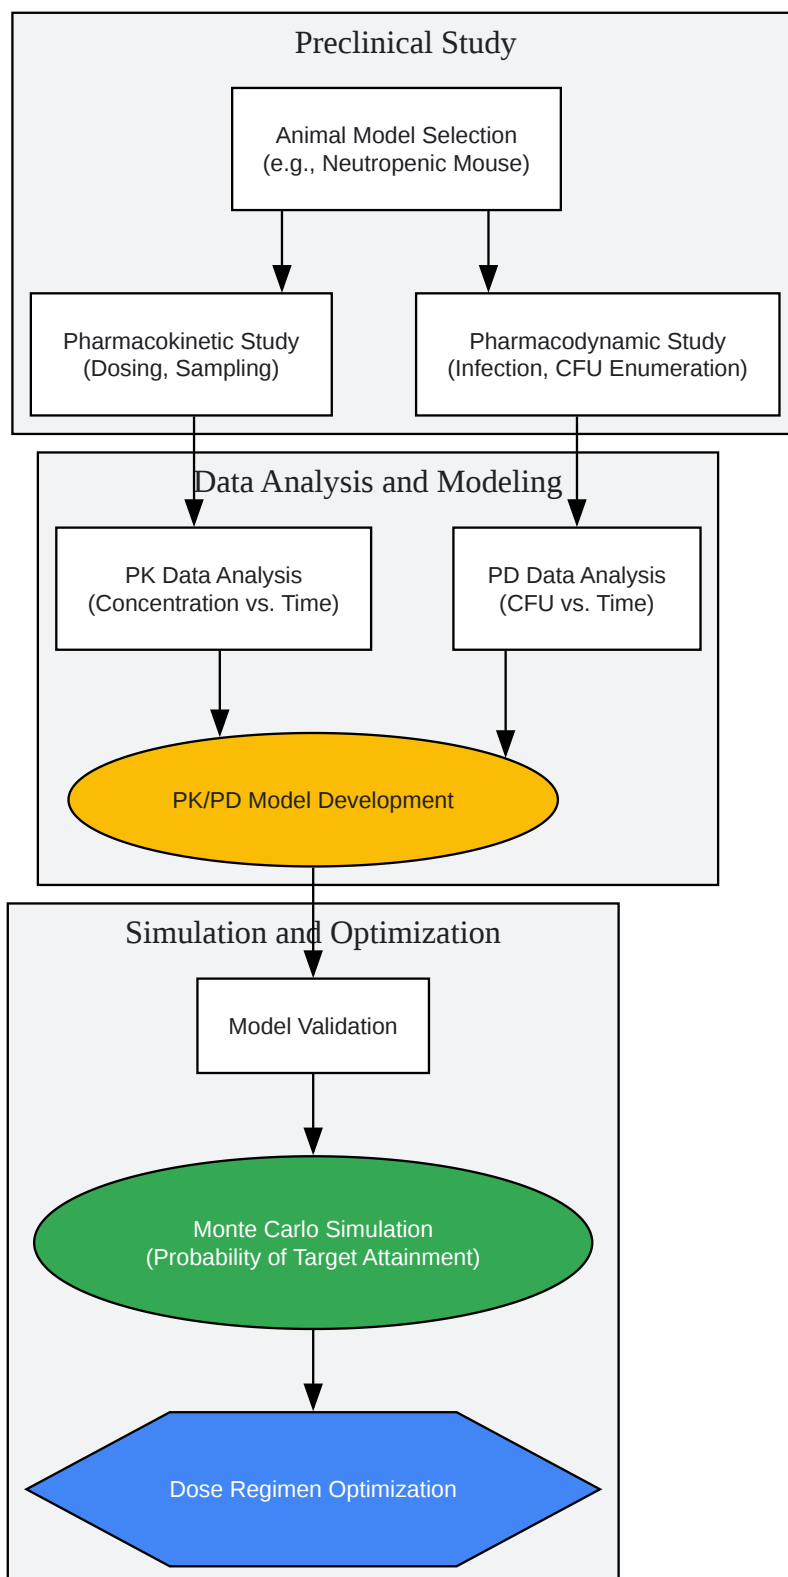 Preclinical Study
Animal Model Selection
(e.g., Neutropenic Mouse)
Pharmacokinetic Study
(Dosing, Sampling)
Pharmacodynamic Study
(Infection, CFU Enumeration)
Data Analysis and Modeling
PK Data Analysis
(Concentration vs. Time)
PD Data Analysis
(CFU vs. Time)
PK/PD Model Development
Simulation and Optimization
Model Validation
Monte Carlo Simulation
(Probability of Target Attainment)
Dose Regimen Optimization